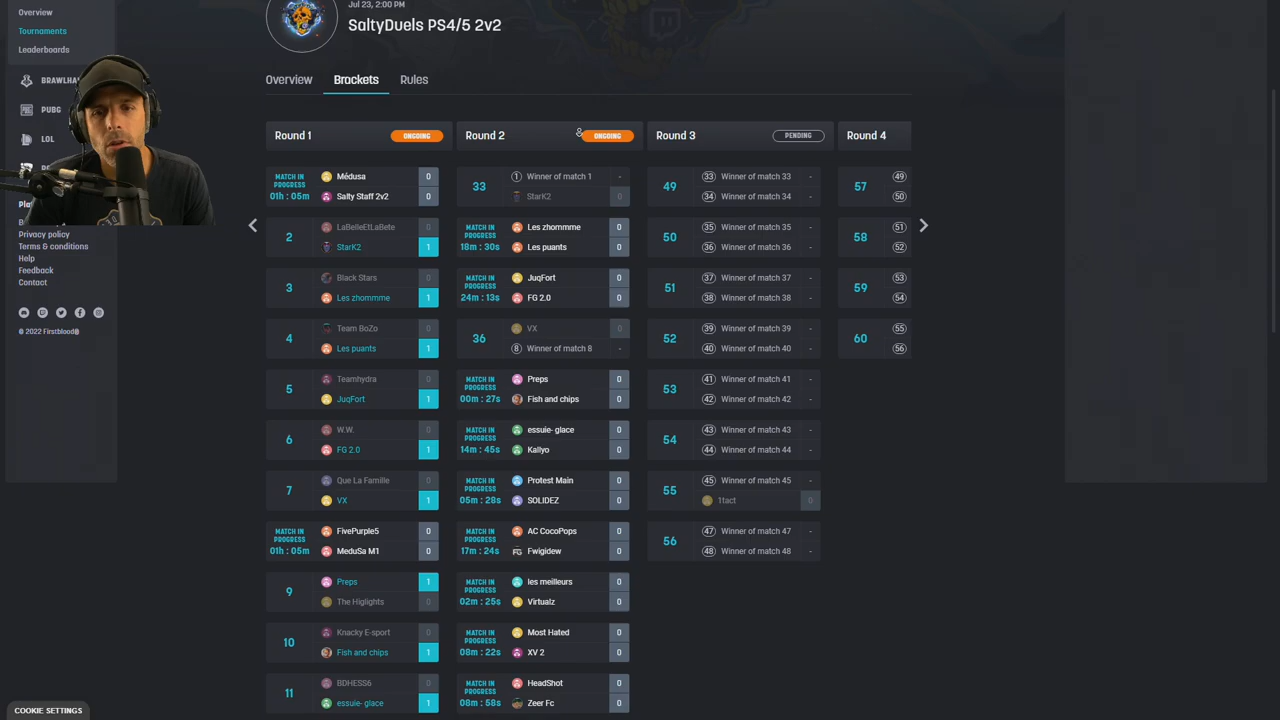 Overview
Tournaments
Leaderboards
BRAWLHA
PUBG
LOL
Privacy policy
Terms & conditions
Help
Feedback
Contact
© 2022 Firstblood®
COOKIE SETTINGS
Jul 23, 2:00 PM
SaltyDuels PS4/5 2v2
Overview Brackets Rules
Round 1 ONGOING
MATCH IN PROGRESS 01h : 05m
Médusa 0
Salty Staff 2v2 0
2
LaBelleEtLaBete 0
StarK2 1
3
Black Stars 0
Les zhommme 1
4
Team BoZo 0
Les puants 1
5
Teamhydra 0
JuqFort 1
6
W.W. 0
FG 2.0 1
7
Que La Famille 0
VX 1
MATCH IN PROGRESS 01h : 05m
FivePurple5 0
MeduSa M1 0
9
Preps 1
The Higlights 0
10
Knacky E-sport 0
Fish and chips 1
11
BDHESS6 0
essuie- glace 1
Round 2 ONGOING
33
1 Winner of match 1 -
StarK2 0
MATCH IN PROGRESS 18m : 30s
Les zhommme 0
Les puants 0
MATCH IN PROGRESS 24m : 13s
JuqFort 0
FG 2.0 0
36
VX 0
8 Winner of match 8 -
MATCH IN PROGRESS 00m : 27s
Preps 0
Fish and chips 0
MATCH IN PROGRESS 14m : 45s
essuie- glace 0
Kallyo 0
MATCH IN PROGRESS 05m : 28s
Protest Main 0
SOLIDEZ 0
MATCH IN PROGRESS 17m : 24s
AC CocoPops 0
FG Fwigidew 0
MATCH IN PROGRESS 02m : 25s
les meilleurs 0
Virtualz 0
MATCH IN PROGRESS 08m : 22s
Most Hated 0
XV 2 0
MATCH IN PROGRESS 08m : 58s
HeadShot 0
Zeer Fc 0
Round 3 PENDING
49
33 Winner of match 33 -
34 Winner of match 34 -
50
35 Winner of match 35 -
36 Winner of match 36 -
51
37 Winner of match 37 -
38 Winner of match 38 -
52
39 Winner of match 39 -
40 Winner of match 40 -
53
41 Winner of match 41 -
42 Winner of match 42 -
54
43 Winner of match 43 -
44 Winner of match 44 -
55
45 Winner of match 45 -
1tact 0
56
47 Winner of match 47 -
48 Winner of match 48 -
Round 4
57
49
50
58
51
52
59
53
54
60
55
56